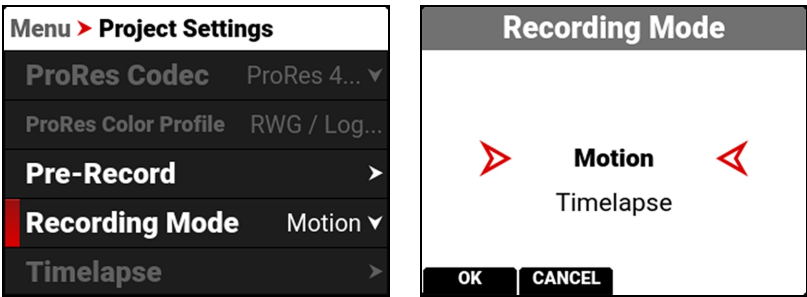 Menu > Project Settings
ProRes Codec ProRes 4...
ProRes Color Profile RWG / Log...
Pre-Record
Recording Mode Motion
Timelapse
Recording Mode
Motion
Timelapse
OK CANCEL